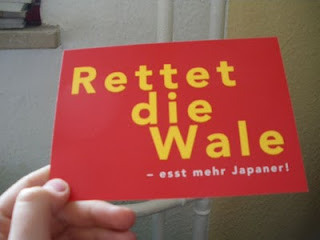 Rettet
die
Wale
– esst mehr Japaner!